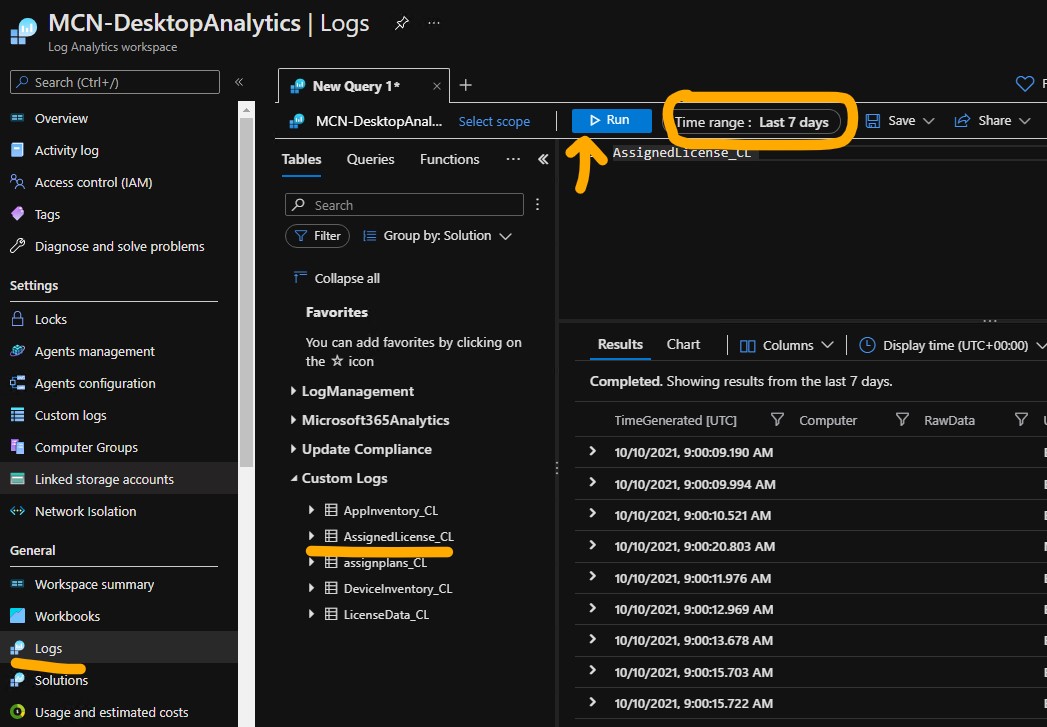 MCN-DesktopAnalytics | Logs
Log Analytics workspace
Search (Ctrl+/)
Overview
Activity log
Access control (IAM)
Tags
Diagnose and solve problems
Settings
Locks
Agents management
Agents configuration
Custom logs
Computer Groups
Linked storage accounts
Network Isolation
General
Workspace summary
Workbooks
Logs
Solutions
Usage and estimated costs
New Query 1*
MCN-DesktopAnal... Select scope
Run
Time range : Last 7 days
Save
Share
Tables Queries Functions
Search
Filter
Group by: Solution
Collapse all
Favorites
You can add favorites by clicking on
the ☆ icon
LogManagement
Microsoft365Analytics
Update Compliance
Custom Logs
AppInventory_CL
AssignedLicense_CL
assignplans_CL
DeviceInventory_CL
LicenseData_CL
AssignedLicense_CL
Results Chart
Columns
Display time (UTC+00:00)
Completed. Showing results from the last 7 days.
TimeGenerated [UTC] Computer RawData
10/10/2021, 9:00:09.190 AM
10/10/2021, 9:00:09.994 AM
10/10/2021, 9:00:10.521 AM
10/10/2021, 9:00:20.803 AM
10/10/2021, 9:00:11.976 AM
10/10/2021, 9:00:12.969 AM
10/10/2021, 9:00:13.678 AM
10/10/2021, 9:00:15.703 AM
10/10/2021, 9:00:15.722 AM